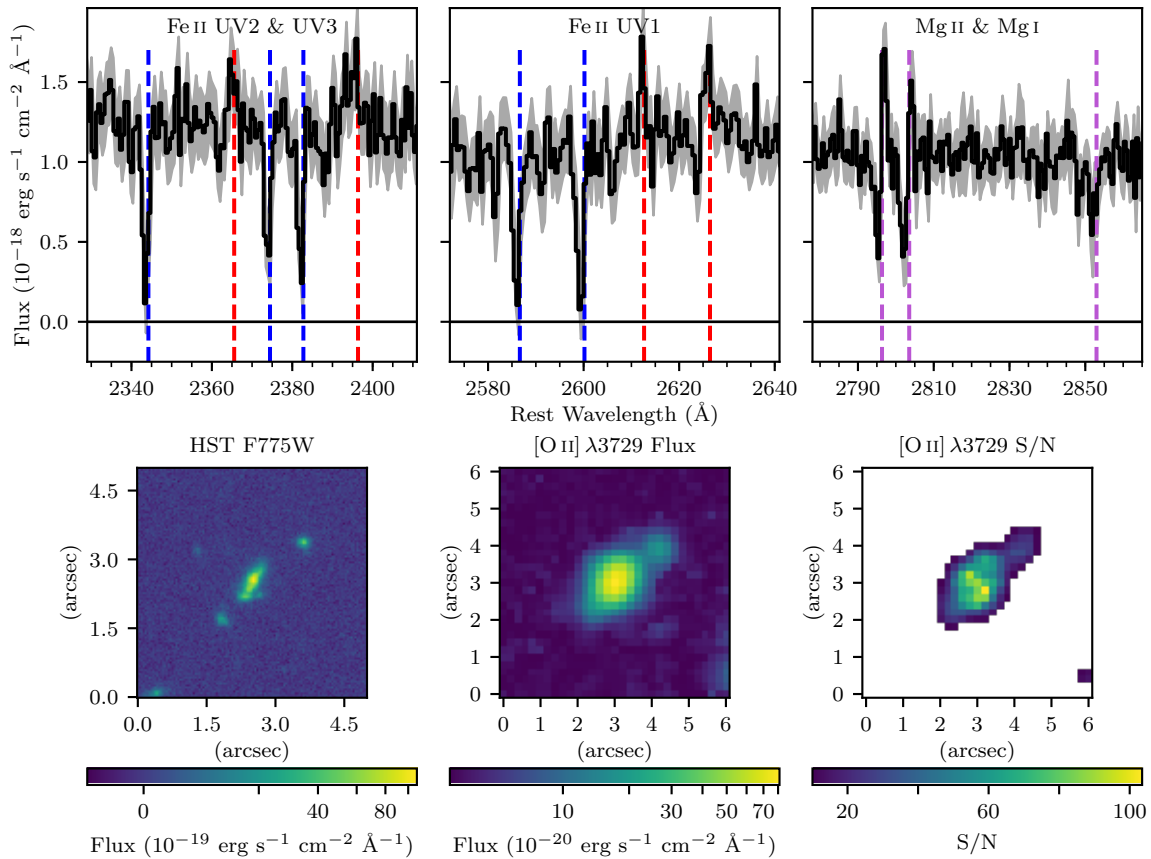 Fe II UV2 & UV3
Fe II UV1
Mg II & Mg I
Flux (10⁻¹⁸ erg s⁻¹ cm⁻² Å⁻¹)
1.5
1.0
0.5
0.0
2340 2360 2380 2400
2580 2600 2620 2640
2790 2810 2830 2850
Rest Wavelength (Å)
HST F775W
[O II] λ3729 Flux
[O II] λ3729 S/N
(arcsec)
4.5
3.0
1.5
0.0
0.0 1.5 3.0 4.5
(arcsec)
(arcsec)
6
5
4
3
2
1
0
0 1 2 3 4 5 6
(arcsec)
(arcsec)
6
5
4
3
2
1
0
0 1 2 3 4 5 6
(arcsec)
0 40 80
Flux (10⁻¹⁹ erg s⁻¹ cm⁻² Å⁻¹)
10 30 50 70
Flux (10⁻²⁰ erg s⁻¹ cm⁻² Å⁻¹)
20 60 100
S/N